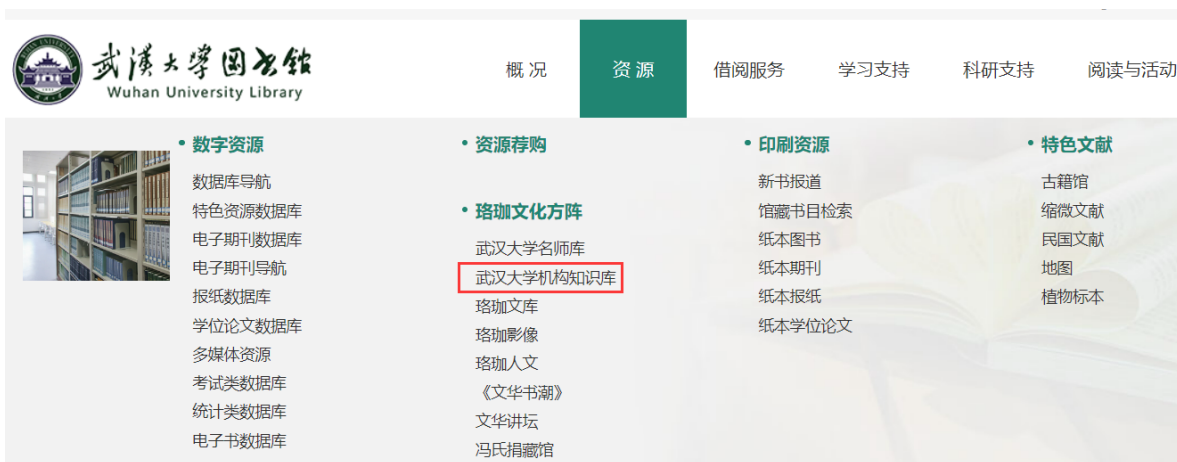 武汉大学图书馆
Wuhan University Library
概况
资源
借阅服务
学习支持
科研支持
阅读与活动
数字资源
数据库导航
特色资源数据库
电子期刊数据库
电子期刊导航
报纸数据库
学位论文数据库
多媒体资源
考试类数据库
统计类数据库
电子书数据库
资源荐购
珞珈文化方阵
武汉大学名师库
武汉大学机构知识库
珞珈文库
珞珈影像
珞珈人文
《文华书潮》
文华讲坛
冯氏捐藏馆
印刷资源
新书报道
馆藏书目检索
纸本图书
纸本期刊
纸本报纸
纸本学位论文
特色文献
古籍馆
缩微文献
民国文献
地图
植物标本